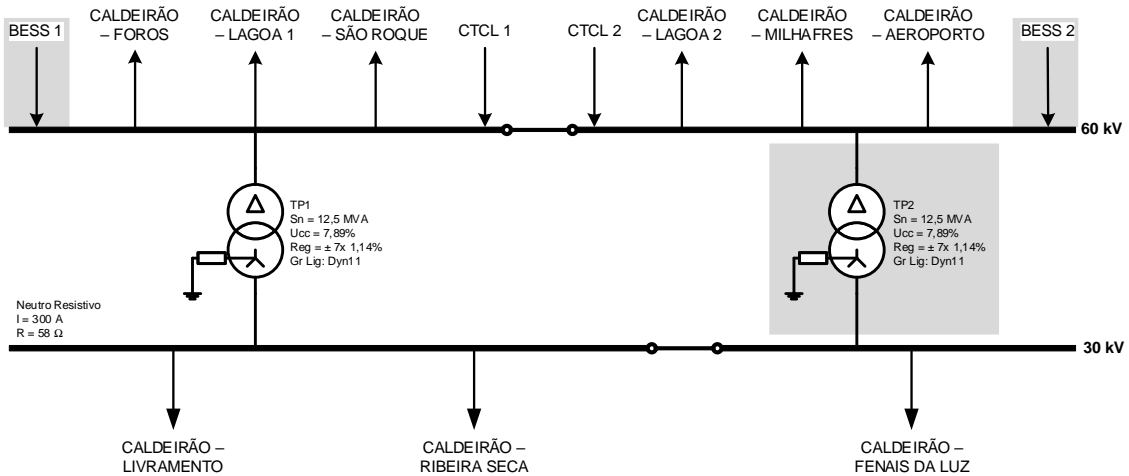 BESS 1
CALDEIRÃO
– FOROS
CALDEIRÃO
– LAGOA 1
CALDEIRÃO
– SÃO ROQUE
CTCL 1
CTCL 2
CALDEIRÃO
– LAGOA 2
CALDEIRÃO
– MILHAFRES
CALDEIRÃO
– AEROPORTO
BESS 2
60 kV
TP1
Sn = 12,5 MVA
Ucc = 7,89%
Reg = ± 7x 1,14%
Gr Lig: Dyn11
TP2
Sn = 12,5 MVA
Ucc = 7,89%
Reg = ± 7x 1,14%
Gr Lig: Dyn11
Neutro Resistivo
I = 300 A
R = 58 Ω
30 kV
CALDEIRÃO –
LIVRAMENTO
CALDEIRÃO –
RIBEIRA SECA
CALDEIRÃO –
FENAIS DA LUZ